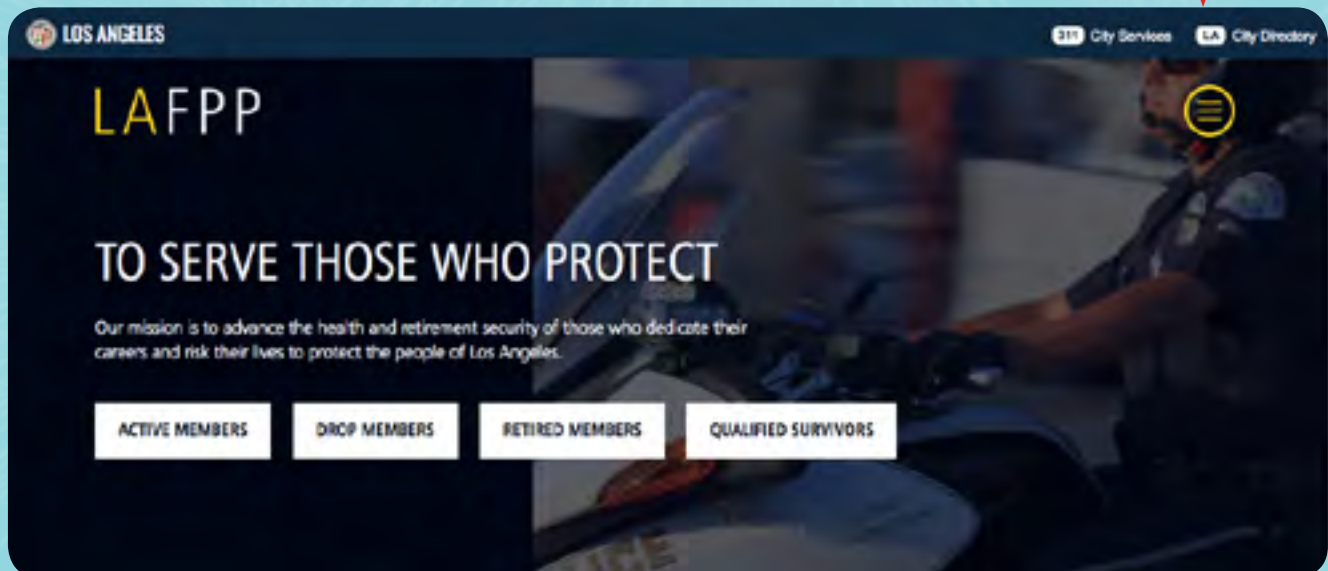 LOS ANGELES
311 City Services
LA City Directory
LAFPP
TO SERVE THOSE WHO PROTECT
Our mission is to advance the health and retirement security of those who dedicate their
careers and risk their lives to protect the people of Los Angeles.
ACTIVE MEMBERS
DROP MEMBERS
RETIRED MEMBERS
QUALIFIED SURVIVORS